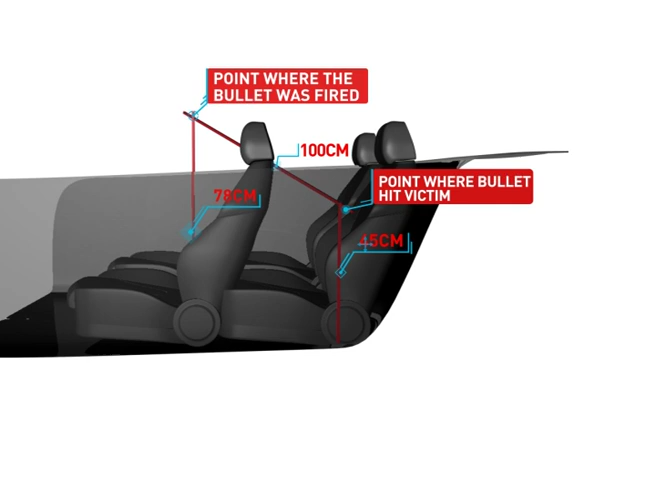 POINT WHERE THE
BULLET WAS FIRED
100CM
POINT WHERE BULLET
HIT VICTIM
78CM
45CM